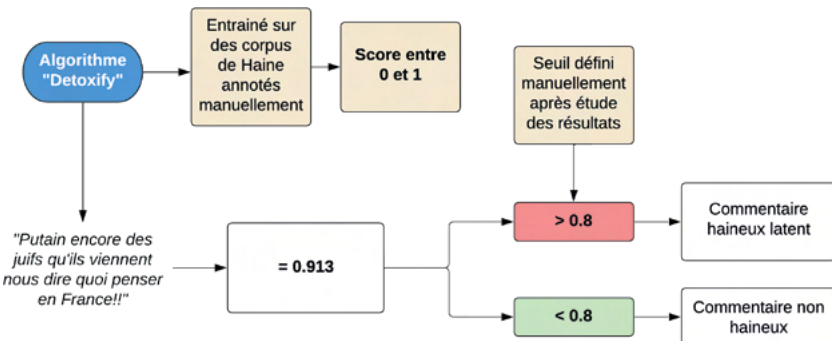 Algorithme
"Detoxify"
Entrainé sur
des corpus
de Haine
annotés
manuellement
Score entre
0 et 1
Seuil défini
manuellement
après étude
des résultats
"Putain encore des
juifs qu'ils viennent
nous dire quoi penser
en France!!"
= 0.913
> 0.8
Commentaire
haineux latent
< 0.8
Commentaire non
haineux